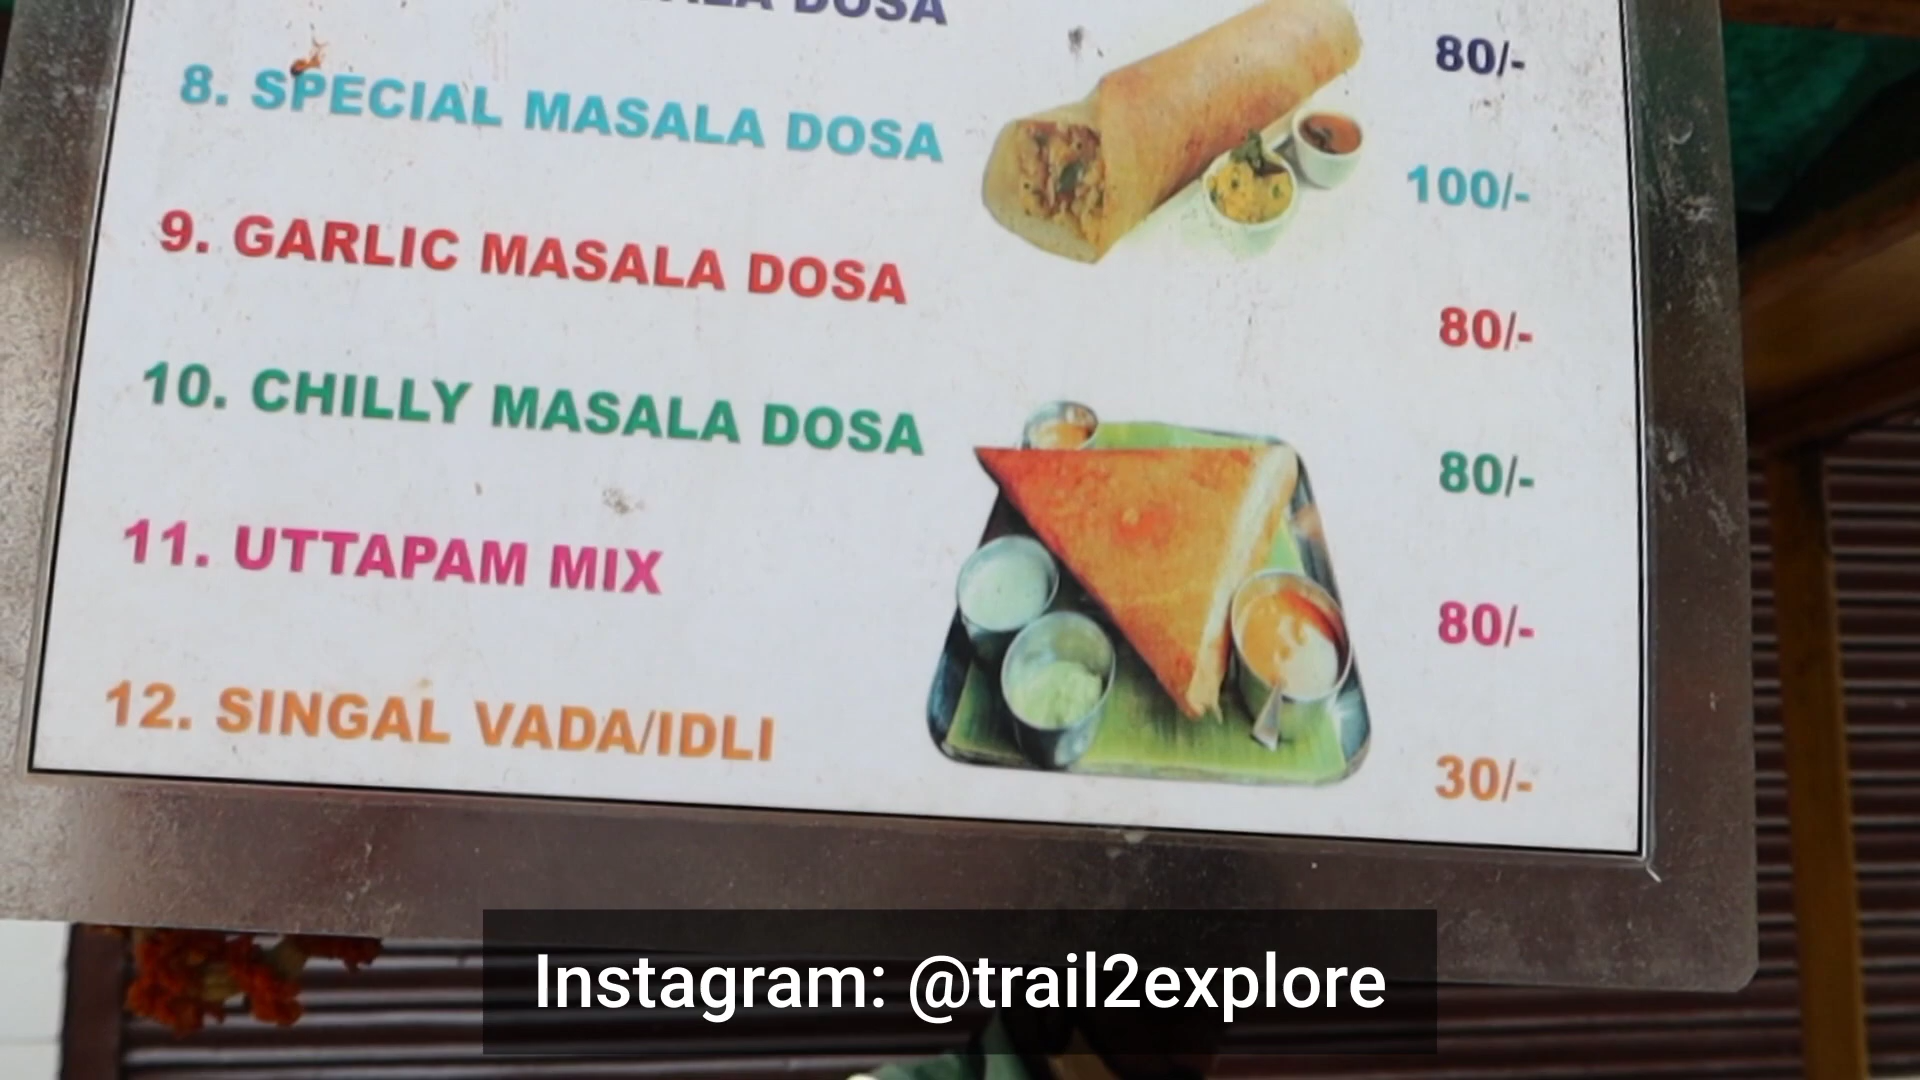 DOSA 80/-
8. SPECIAL MASALA DOSA 100/-
9. GARLIC MASALA DOSA 80/-
10. CHILLY MASALA DOSA 80/-
11. UTTAPAM MIX 80/-
12. SINGAL VADA/IDLI 30/-
Instagram: @trail2explore